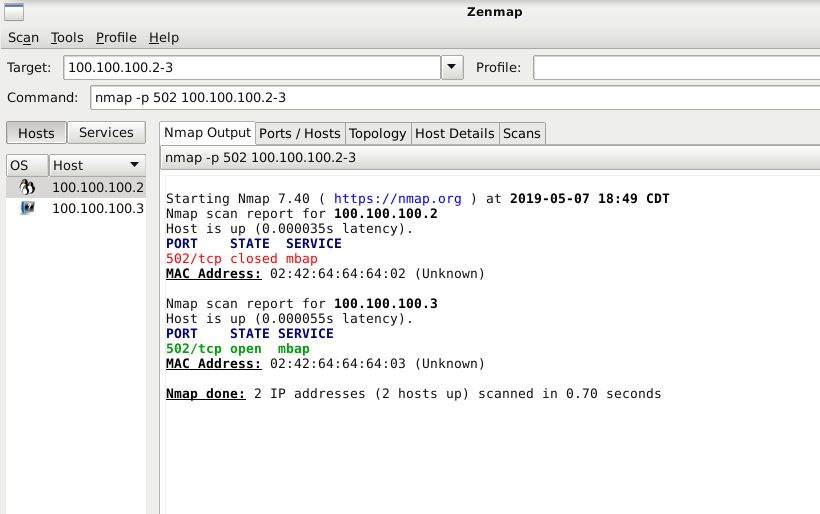 Zenmap
Scan Tools Profile Help
Target: 100.100.100.2-3 Profile:
Command: nmap -p 502 100.100.100.2-3
Hosts Services
OS Host
100.100.100.2
100.100.100.3
Nmap Output Ports / Hosts Topology Host Details Scans
nmap -p 502 100.100.100.2-3
Starting Nmap 7.40 ( https://nmap.org ) at 2019-05-07 18:49 CDT
Nmap scan report for 100.100.100.2
Host is up (0.000035s latency).
PORT    STATE  SERVICE
502/tcp closed mbap
MAC Address: 02:42:64:64:64:02 (Unknown)
Nmap scan report for 100.100.100.3
Host is up (0.000055s latency).
PORT    STATE SERVICE
502/tcp open  mbap
MAC Address: 02:42:64:64:64:03 (Unknown)
Nmap done: 2 IP addresses (2 hosts up) scanned in 0.70 seconds